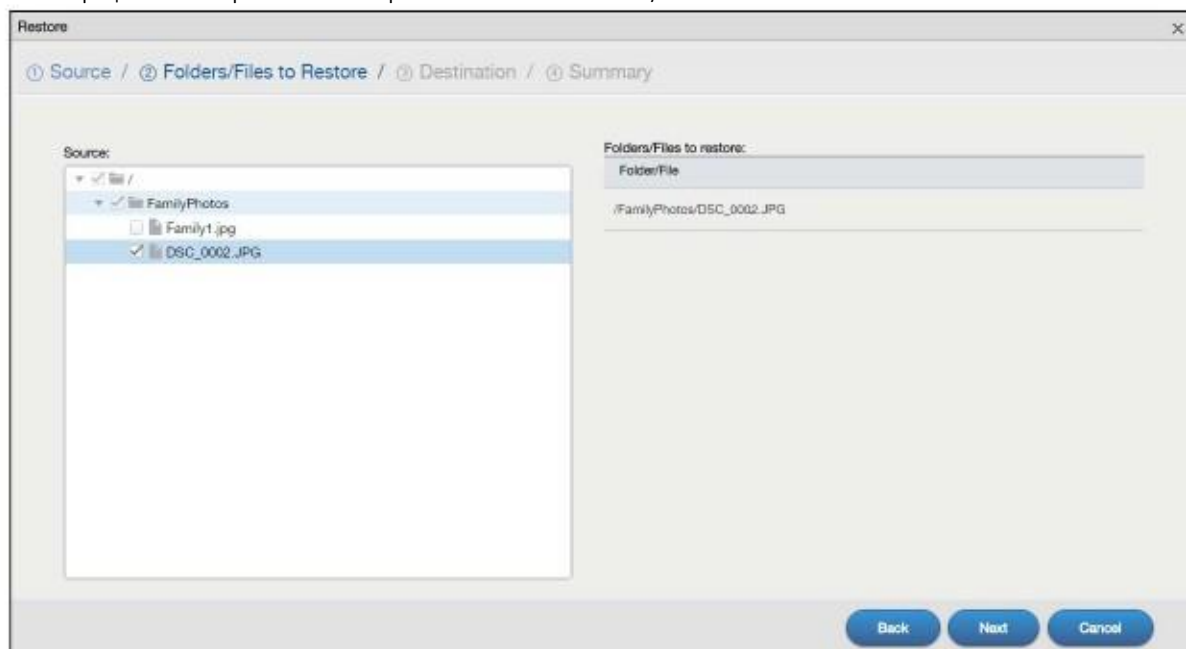 Restore
① Source / ② Folders/Files to Restore / ③ Destination / ④ Summary
Source:
/
FamilyPhotos
Family1.jpg
DSC_0002.JPG
Folders/Files to restore:
Folder/File
/FamilyPhotos/DSC_0002.JPG
Back
Next
Cancel